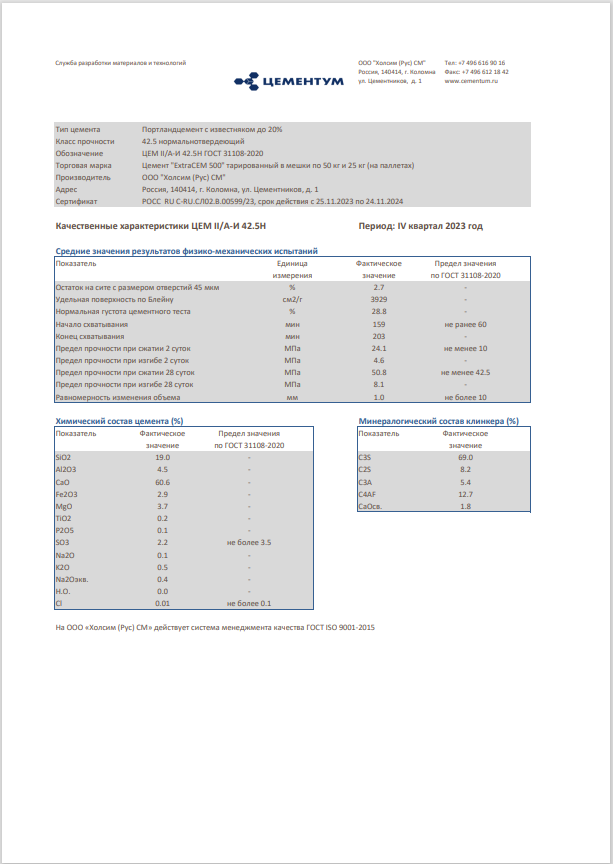 Служба разработки материалов и технологий
ЦЕМЕНТУМ
ООО "Холсим (Рус) СМ" Тел: +7 496 616 90 16
Россия, 140414, г. Коломна Факс: +7 496 612 18 42
ул. Цементников, д. 1 www.cementum.ru
Тип цемента Портландцемент с известняком до 20%
Класс прочности 42.5 нормальнотвердеющий
Обозначение ЦЕМ II/А-И 42.5Н ГОСТ 31108-2020
Торговая марка Цемент "ExtraCEM 500" тарированный в мешки по 50 кг и 25 кг (на паллетах)
Производитель ООО "Холсим (Рус) СМ"
Адрес Россия, 140414, г. Коломна, ул. Цементников, д. 1
Сертификат РОСС RU C-RU.СЛ02.В.00599/23, срок действия с 25.11.2023 по 24.11.2024
Качественные характеристики ЦЕМ II/А-И 42.5Н Период: IV квартал 2023 год
Средние значения результатов физико-механических испытаний
Показатель Единица Фактическое Предел значения
измерения значение по ГОСТ 31108-2020
Остаток на сите с размером отверстий 45 мкм % 2.7 -
Удельная поверхность по Блейну см2/г 3929 -
Нормальная густота цементного теста % 28.8 -
Начало схватывания мин 159 не ранее 60
Конец схватывания мин 203 -
Предел прочности при сжатии 2 суток МПа 24.1 не менее 10
Предел прочности при изгибе 2 суток МПа 4.6 -
Предел прочности при сжатии 28 суток МПа 50.8 не менее 42.5
Предел прочности при изгибе 28 суток МПа 8.1 -
Равномерность изменения объема мм 1.0 не более 10
Химический состав цемента (%)
Показатель Фактическое Предел значения
значение по ГОСТ 31108-2020
SiO2 19.0 -
Al2O3 4.5 -
CaO 60.6 -
Fe2O3 2.9 -
MgO 3.7 -
TiO2 0.2 -
P2O5 0.1 -
SO3 2.2 не более 3.5
Na2O 0.1 -
K2O 0.5 -
Na2Oэкв. 0.4 -
Н.О. 0.0 -
Cl 0.01 не более 0.1
Минералогический состав клинкера (%)
Показатель Фактическое
значение
C3S 69.0
C2S 8.2
C3A 5.4
C4AF 12.7
CaOсв. 1.8
На ООО «Холсим (Рус) СМ» действует система менеджмента качества ГОСТ ISO 9001-2015